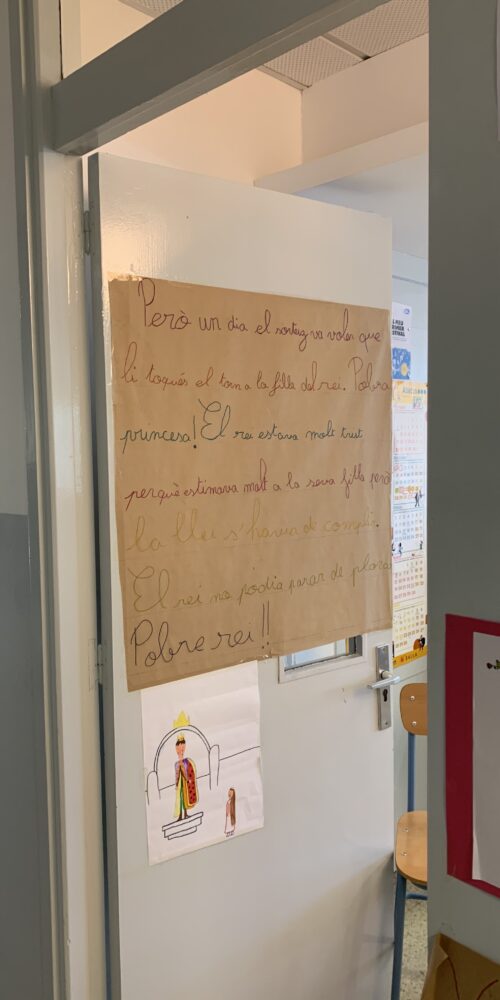 Però un dia el sorteig va voler que
li toqués el torn a la filla del rei. Pobra
princesa! El rei estava molt trist
perquè estimava molt a la seva filla però
la llei s'havia de complir.
El rei no podia parar de plorar
Pobre rei!!